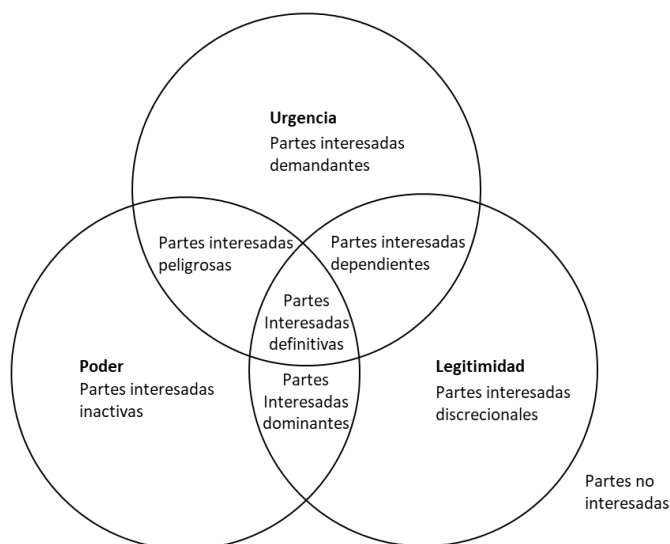 Urgencia
Partes interesadas
demandantes
Partes interesadas
peligrosas
Partes interesadas
dependientes
Partes
Interesadas
definitivas
Poder
Partes interesadas
inactivas
Partes
Interesadas
dominantes
Legitimidad
Partes interesadas
discrecionales
Partes no
interesadas